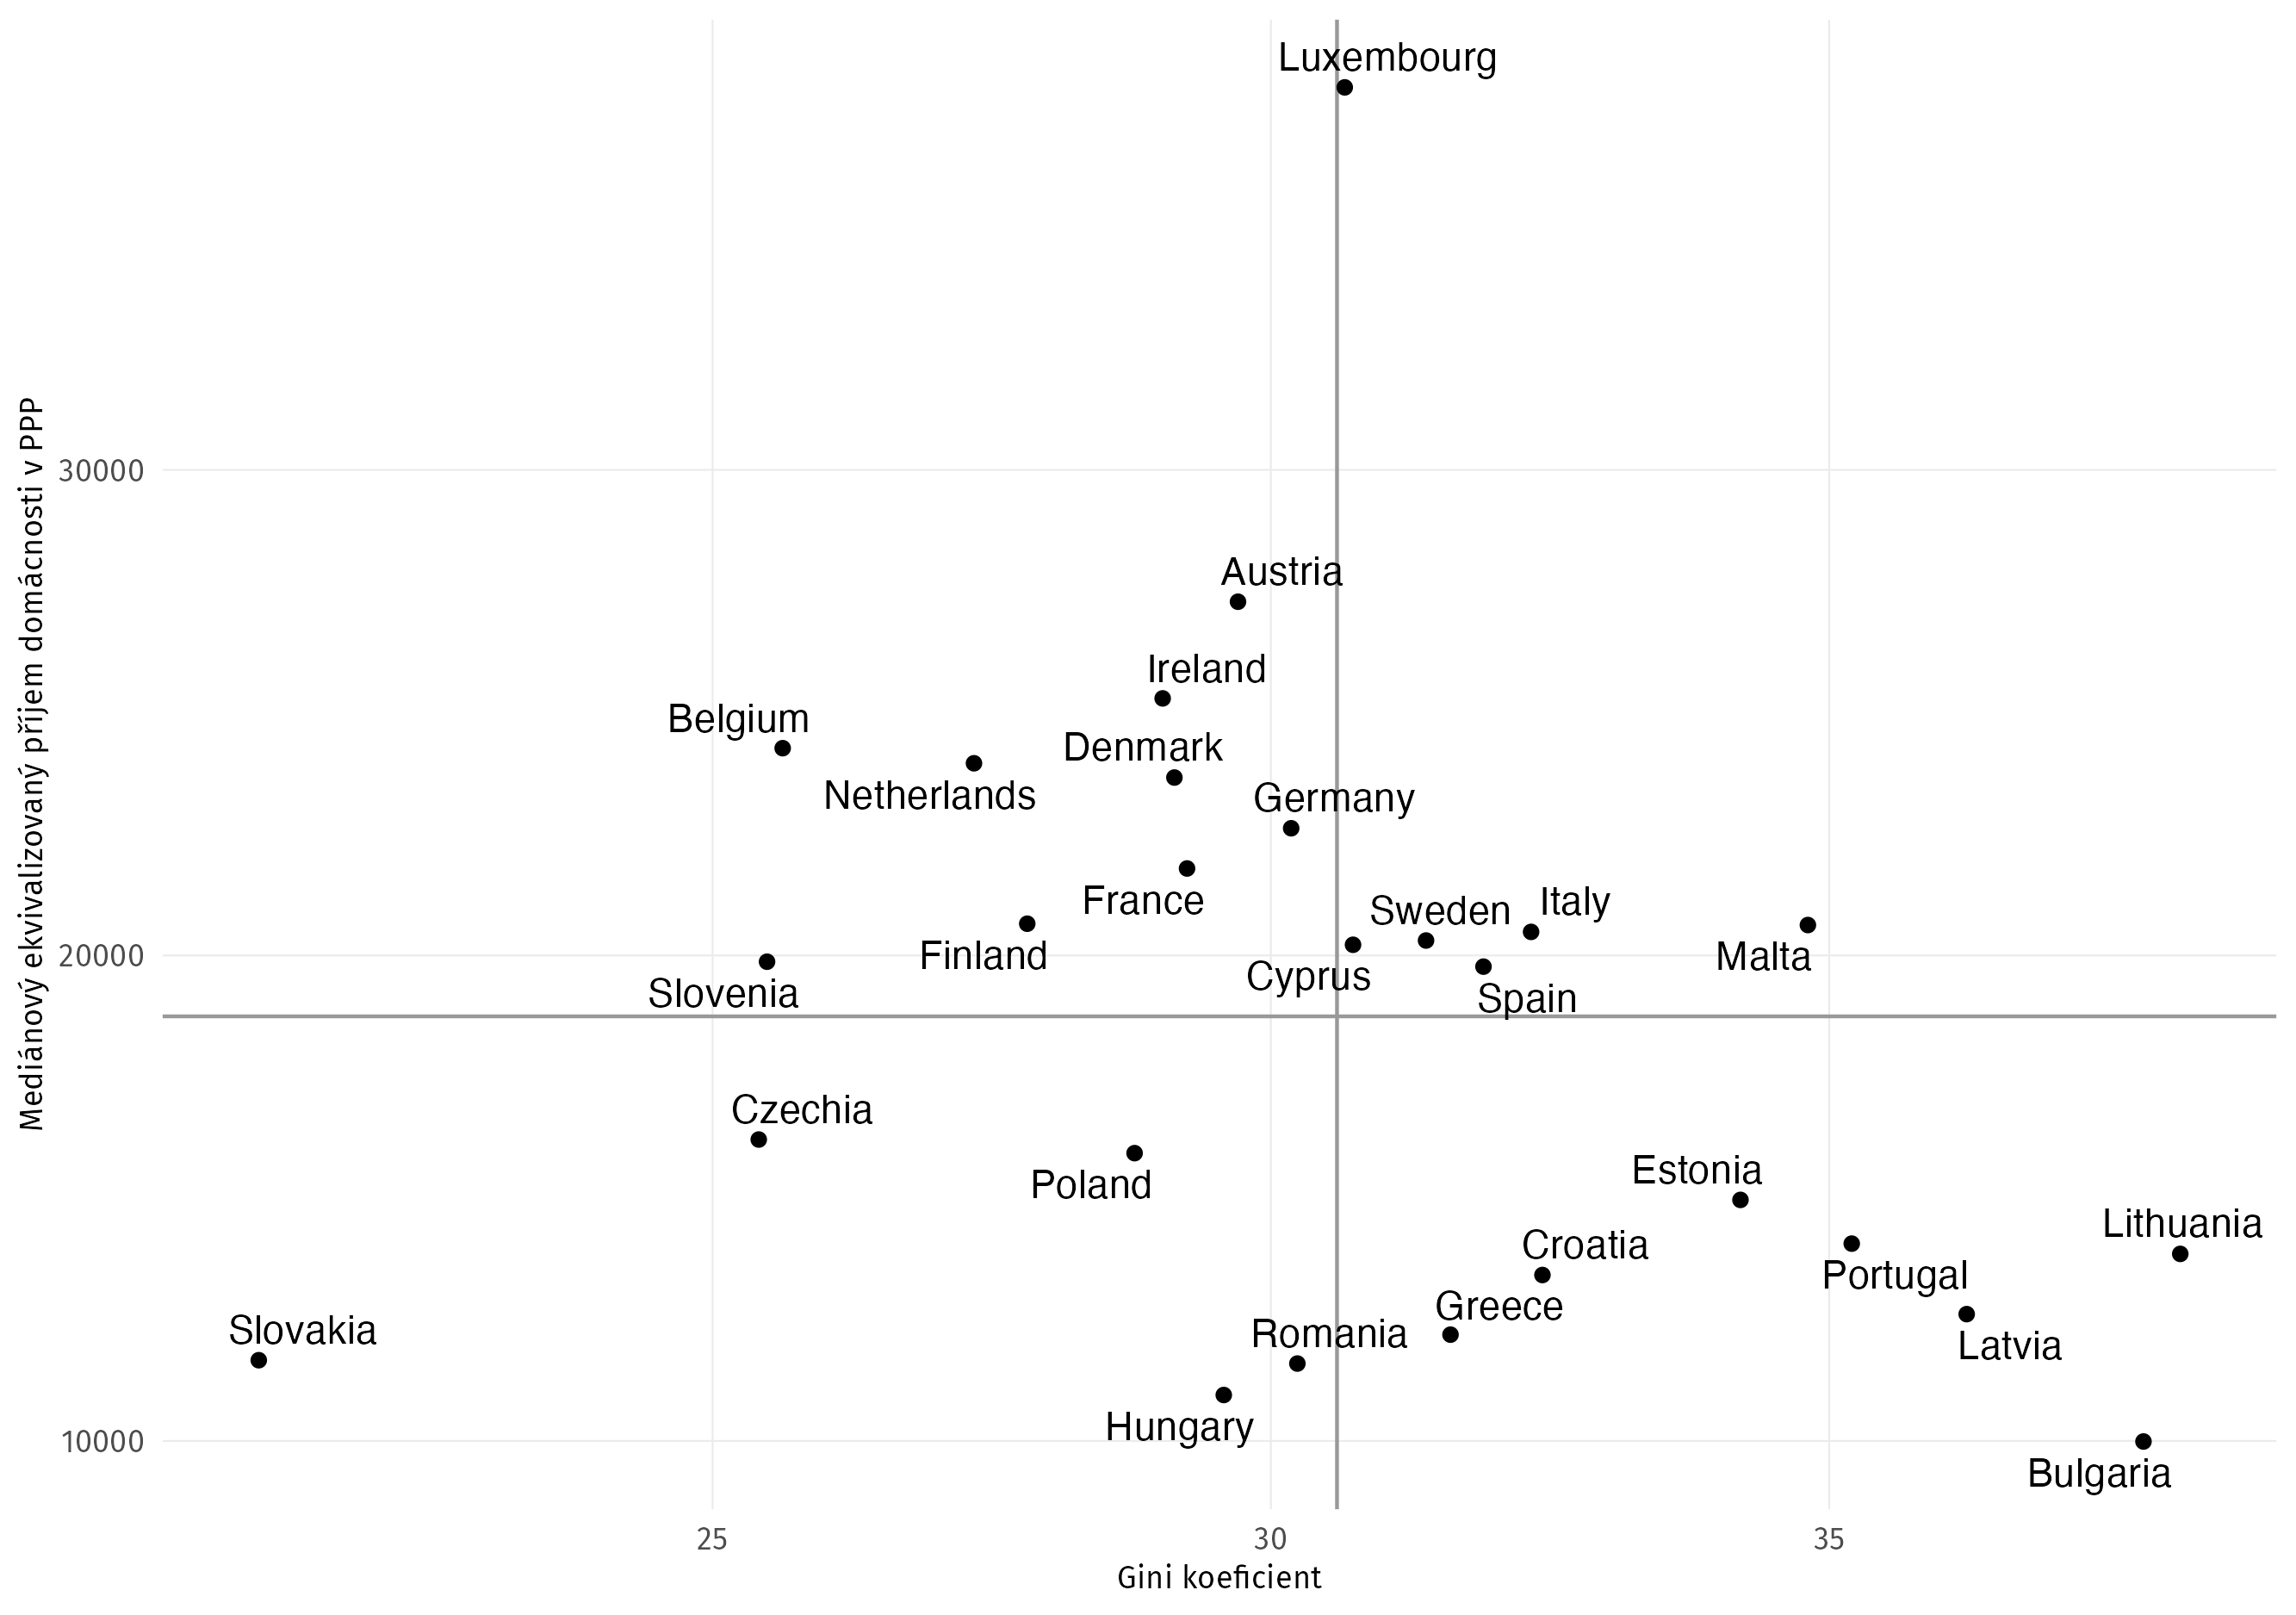 Luxembourg
30000
Austria
Ireland
Belgium
Denmark
Netherlands
Germany
France
Sweden
Italy
20000
Finland
Cyprus
Malta
Slovenia
Spain
Czechia
Poland
Estonia
Lithuania
Croatia
Portugal
Greece
Slovakia
Romania
Latvia
Hungary
10000
Bulgaria
25
30
35
Gini koeficient
Mediánový ekvivalizovaný příjem domácnosti v PPP